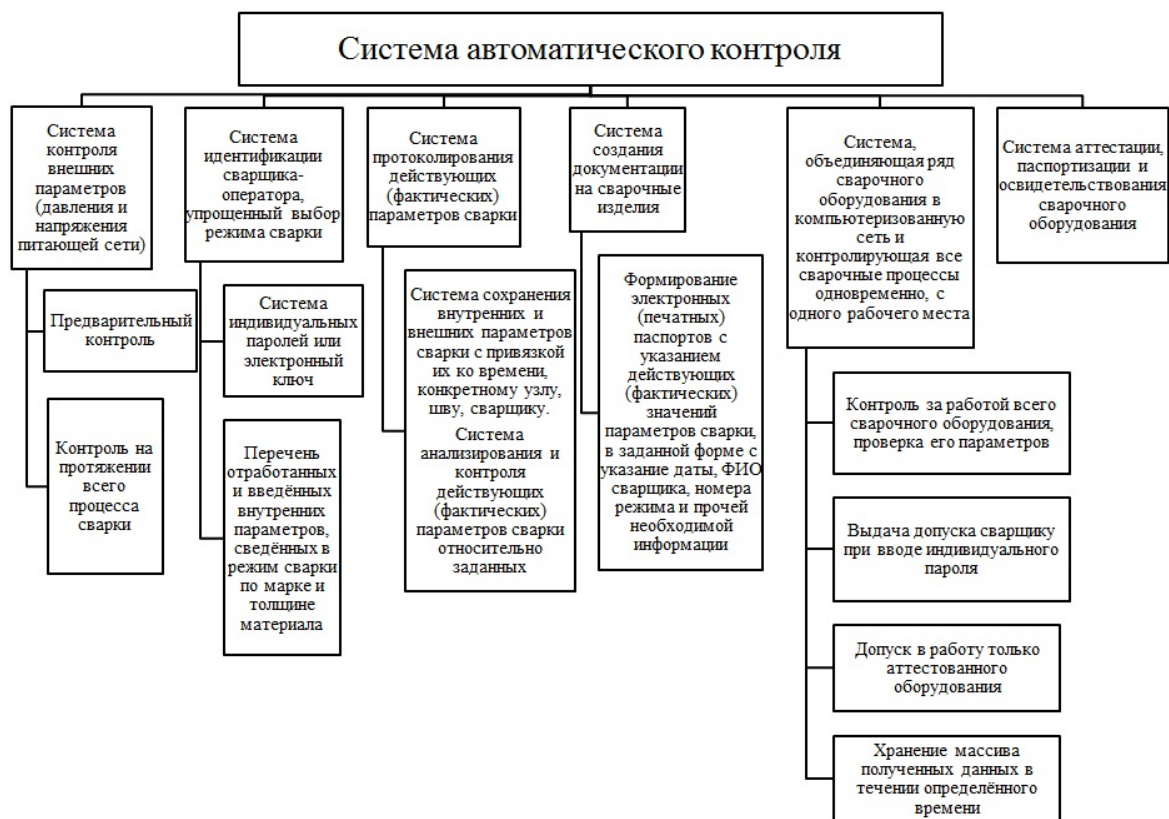 Система автоматического контроля
Система
контроля
внешних
параметров
(давления и
напряжения
питающей сети)
Предварительный
контроль
Контроль на
протяжении
всего
процесса
сварки
Система
идентификации
сварщика-
оператора,
упрощенный выбор
режима сварки
Система
индивидуальных
паролей или
электронный
ключ
Перечень
отработанных
и введённых
внутренних
параметров,
сведённых в
режим сварки
по марке и
толщине
материала
Система
протоколирования
действующих
(фактических)
параметров сварки
Система сохранения
внутренних и
внешних параметров
сварки с привязкой
их ко времени,
конкретному узлу,
шву, сварщику.
Система
анализирования и
контроля
действующих
(фактических)
параметров сварки
относительно
заданных
Система
создания
документации
на сварочные
изделия
Формирование
электронных
(печатных)
паспортов с
указанием
действующих
(фактических)
значений
параметров сварки,
в заданной форме с
указание даты, ФИО
сварщика, номера
режима и прочей
необходимой
информации
Система,
объединяющая ряд
сварочного
оборудования в
компьютеризованную
сеть и
контролирующая все
сварочные процессы
одновременно, с
одного рабочего места
Контроль за работой всего
сварочного оборудования,
проверка его параметров
Выдача допуска сварщику
при вводе индивидуального
пароля
Допуск в работу только
аттестованного
оборудования
Хранение массива
полученных данных в
течении определённого
времени
Система аттестации,
паспортизации и
освидетельствования
сварочного
оборудования